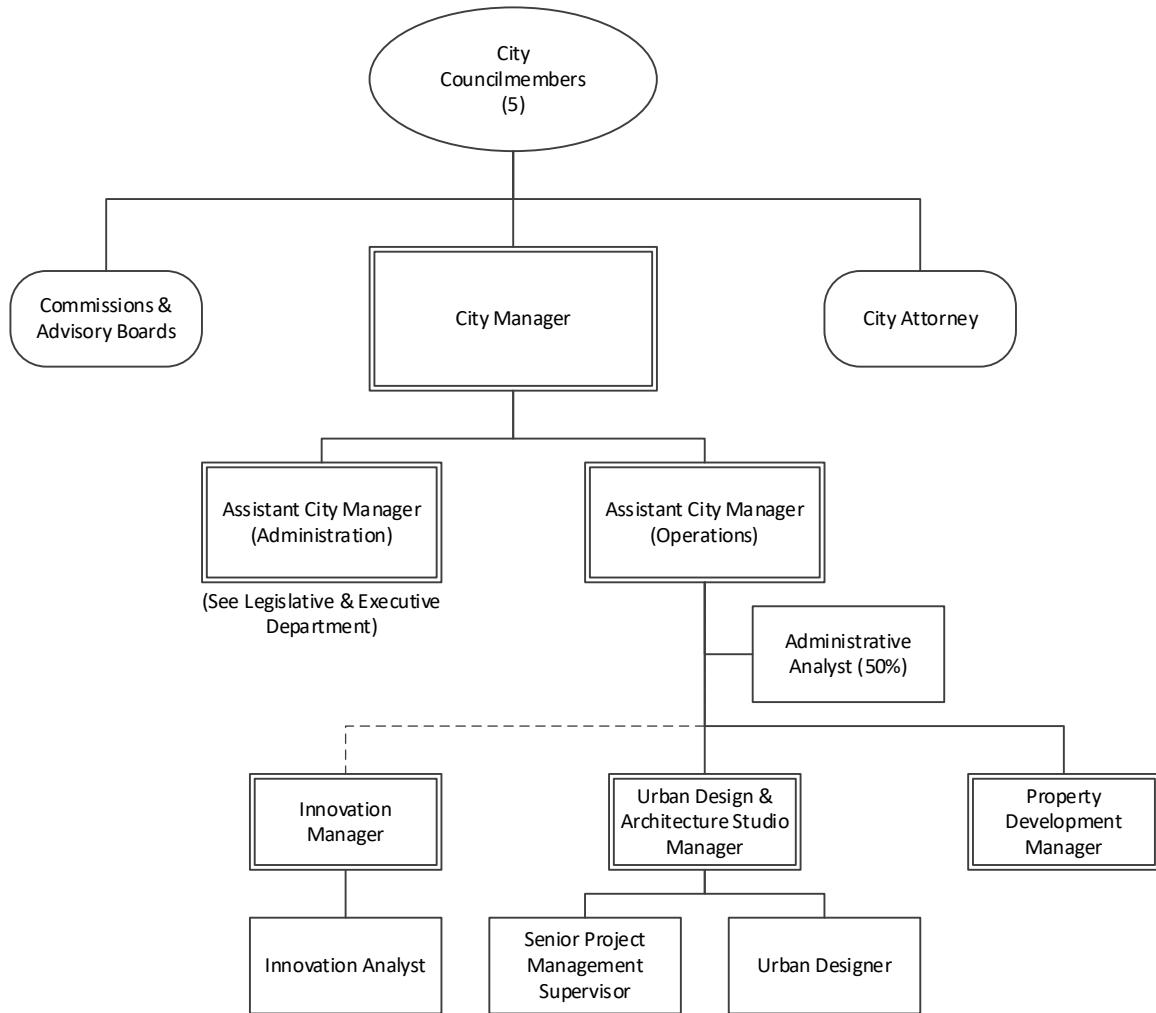 City
Councilmembers
(5)
Commissions &
Advisory Boards
City Manager
City Attorney
Assistant City Manager
(Administration)
Assistant City Manager
(Operations)
(See Legislative & Executive
Department)
Administrative
Analyst (50%)
Innovation
Manager
Urban Design &
Architecture Studio
Manager
Property
Development
Manager
Innovation Analyst
Senior Project
Management
Supervisor
Urban Designer